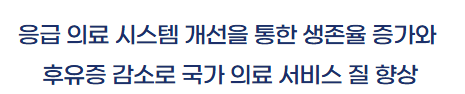 응급 의료 시스템 개선을 통한 생존율 증가와
후유증 감소로 국가 의료 서비스 질 향상